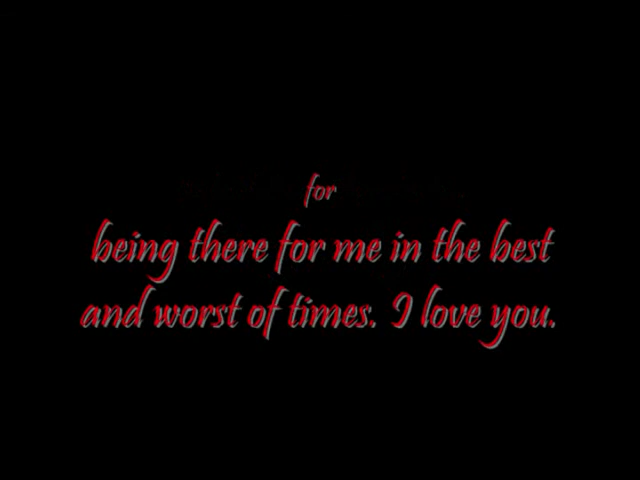 for
being there for me in the best
and worst of times. I love you.